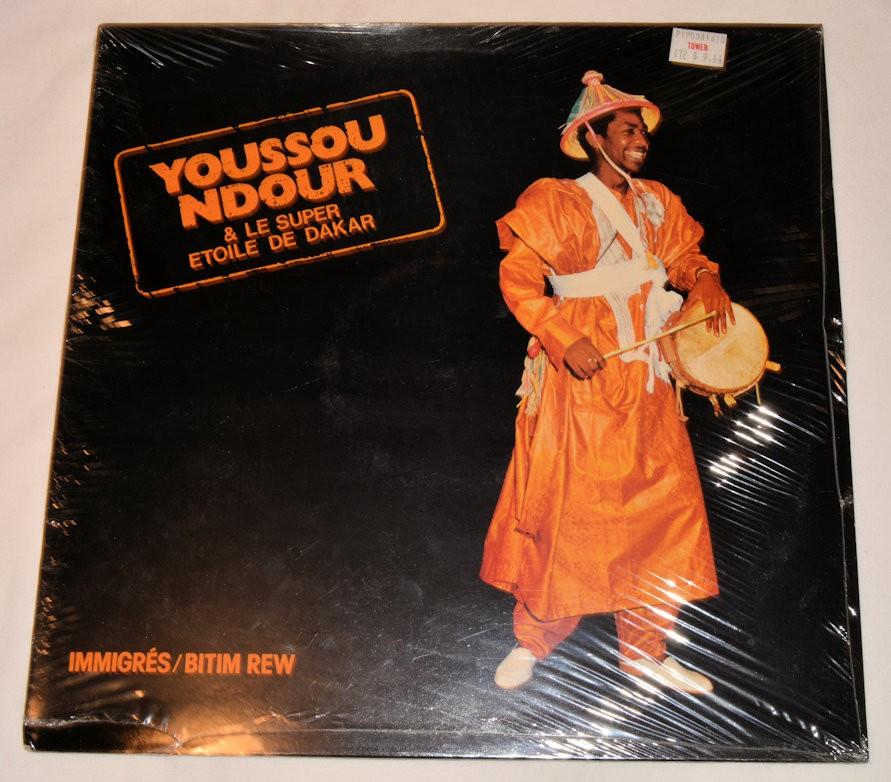 TOWER
YOUSSOU
NDOUR
& LE SUPER
ETOILE DE DAKAR
IMMIGRÉS/BITIM REW